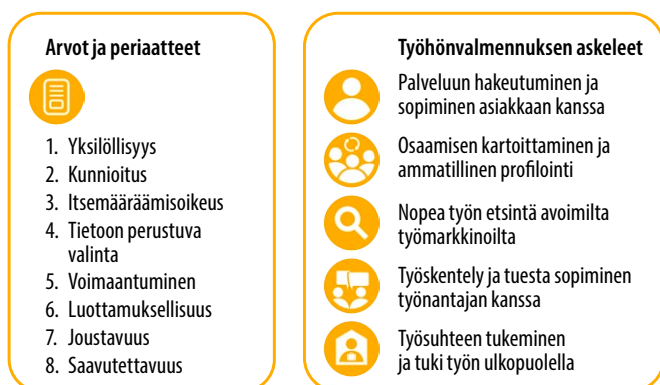 Arvot ja periaatteet
1. Yksilöllisyys
2. Kunnioitus
3. Itsemääräämisoikeus
4. Tietoon perustuva
valinta
5. Voimaantuminen
6. Luottamuksellisuus
7. Joustavuus
8. Saavutettavuus
Työhönvalmennuksen askeleet
Palveluun hakeutuminen ja
sopiminen asiakkaan kanssa
Osaamisen kartoittaminen ja
ammatillinen profilointi
Nopea työn etsintä avoimilta
työmarkkinoilta
Työskentely ja tuesta sopiminen
työnantajan kanssa
Työsuhteen tukeminen
ja tuki työn ulkopuolella